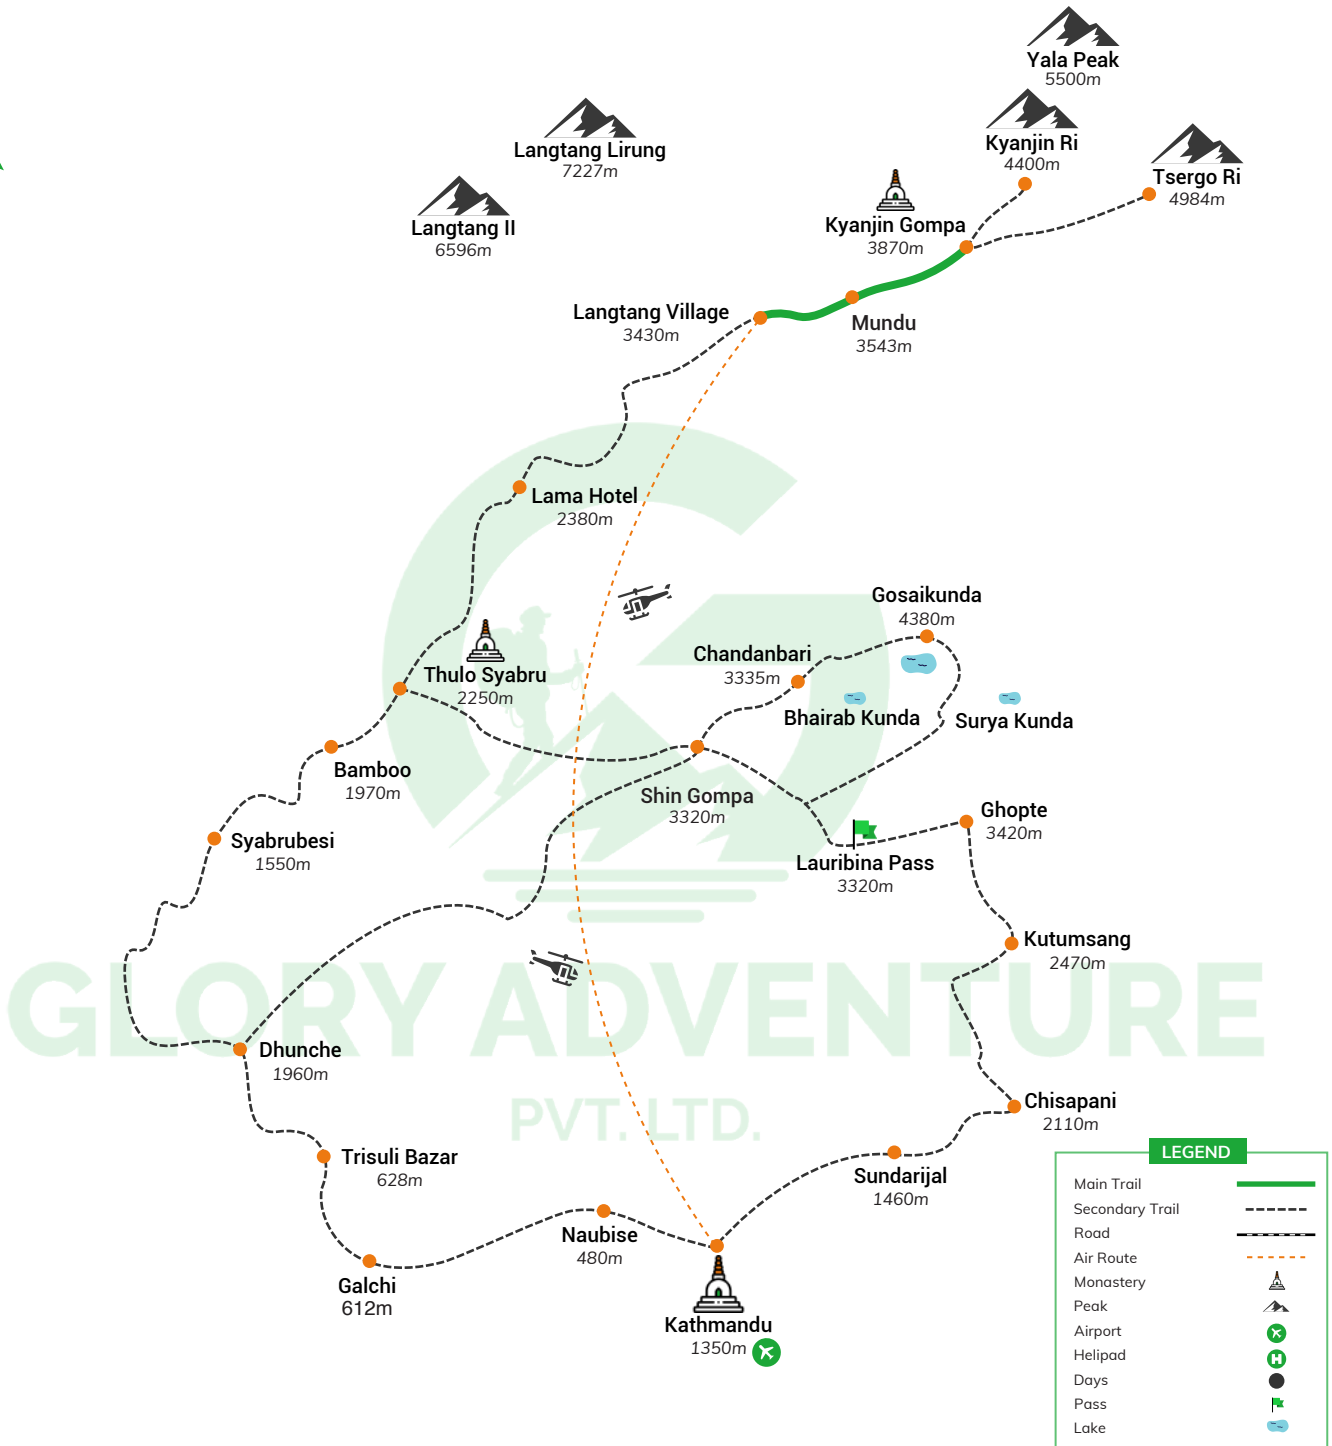 Yala Peak
5500m
Langtang Lirung
7227m
Kyanjin Ri
4400m
Tsergo Ri
4984m
Langtang II
6596m
Kyanjin Gompa
3870m
Langtang Village
3430m
Mundu
3543m
Lama Hotel
2380m
Gosaikunda
4380m
Chandanbari
3335m
Thulo Syabru
2250m
Bhairab Kunda
Surya Kunda
Bamboo
1970m
Shin Gompa
3320m
Ghopte
3420m
Syabrubesi
1550m
Lauribina Pass
3320m
Kutumsang
2470m
GLORY ADVENTURE
PVT. LTD.
Dhunche
1960m
Chisapani
2110m
Trisuli Bazar
628m
Sundarijal
1460m
Naubise
480m
Galchi
612m
Kathmandu
1350m
LEGEND
Main Trail
Secondary Trail
Road
Air Route
Monastery
Peak
Airport
Helipad
H
Days
Pass
Lake